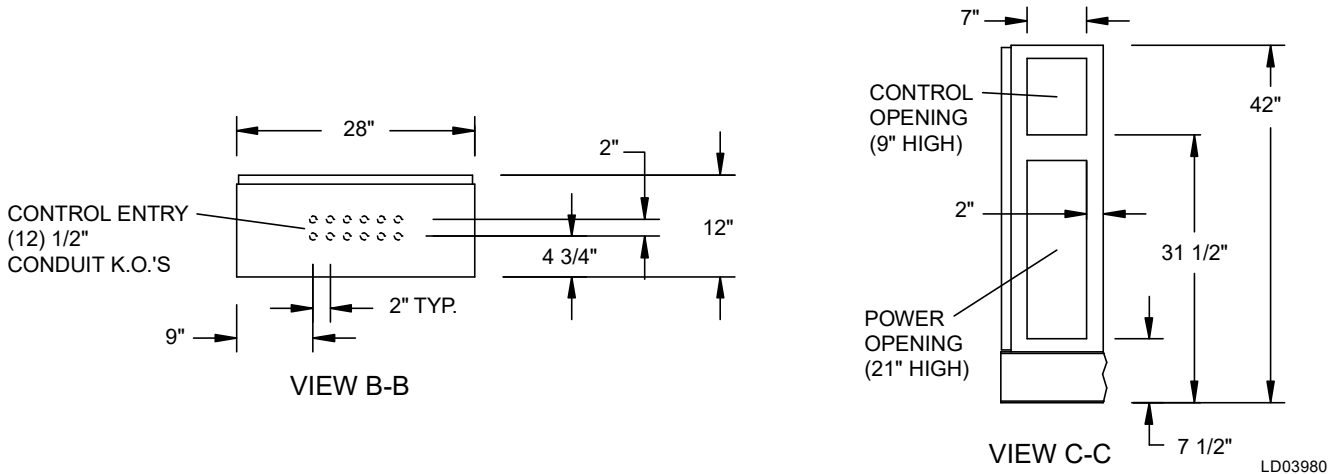 28"
2"
12"
4 3/4"
CONTROL ENTRY
(12) 1/2"
CONDUIT K.O.'S
2" TYP.
9"
VIEW B-B
7"
CONTROL
OPENING
(9" HIGH)
42"
2"
31 1/2"
POWER
OPENING
(21" HIGH)
7 1/2"
VIEW C-C
LD03980